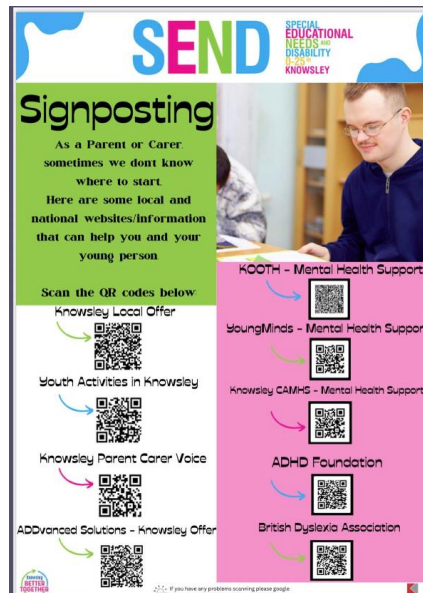 SEND
SPECIAL
EDUCATIONAL
NEEDS AND
DISABILITY
0-25 IN
KNOWSLEY
Signposting
As a Parent or Carer,
sometimes we dont know
where to start.
Here are some local and
national websites/information
that can help you and your
young person.
Scan the QR codes below
Knowsley Local Offer
Youth Activities in Knowsley
Knowsley Parent Carer Voice
ADDvanced Solutions - Knowsley Offer
KOOTH - Mental Health Support
YoungMinds - Mental Health Suppor
Knowsley CAMHS - Mental Health Support
ADHD Foundation
British Dyslexia Association
BETTER
TOGETHER
If you have any problems scanning please google